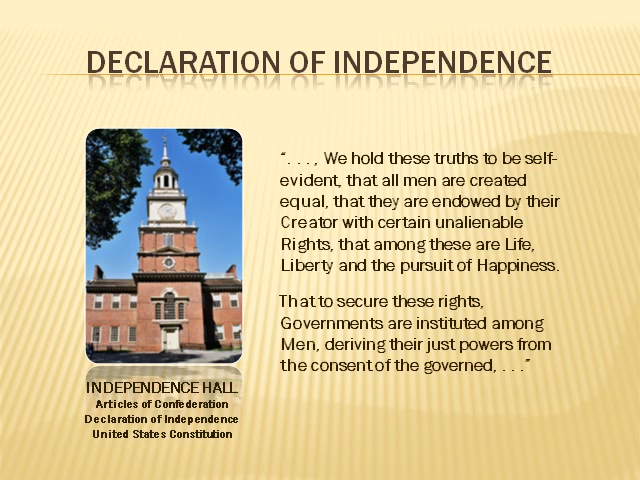 DECLARATION OF INDEPENDENCE
“. . . , We hold these truths to be self-
evident, that all men are created
equal, that they are endowed by their
Creator with certain unalienable
Rights, that among these are Life,
Liberty and the pursuit of Happiness.
That to secure these rights,
Governments are instituted among
Men, deriving their just powers from
the consent of the governed, . . .”
INDEPENDENCE HALL
Articles of Confederation
Declaration of Independence
United States Constitution